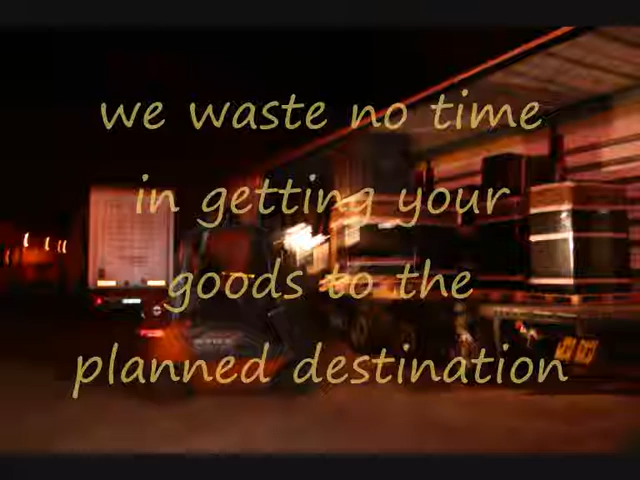 we waste no time
in getting your
goods to the
planned destination